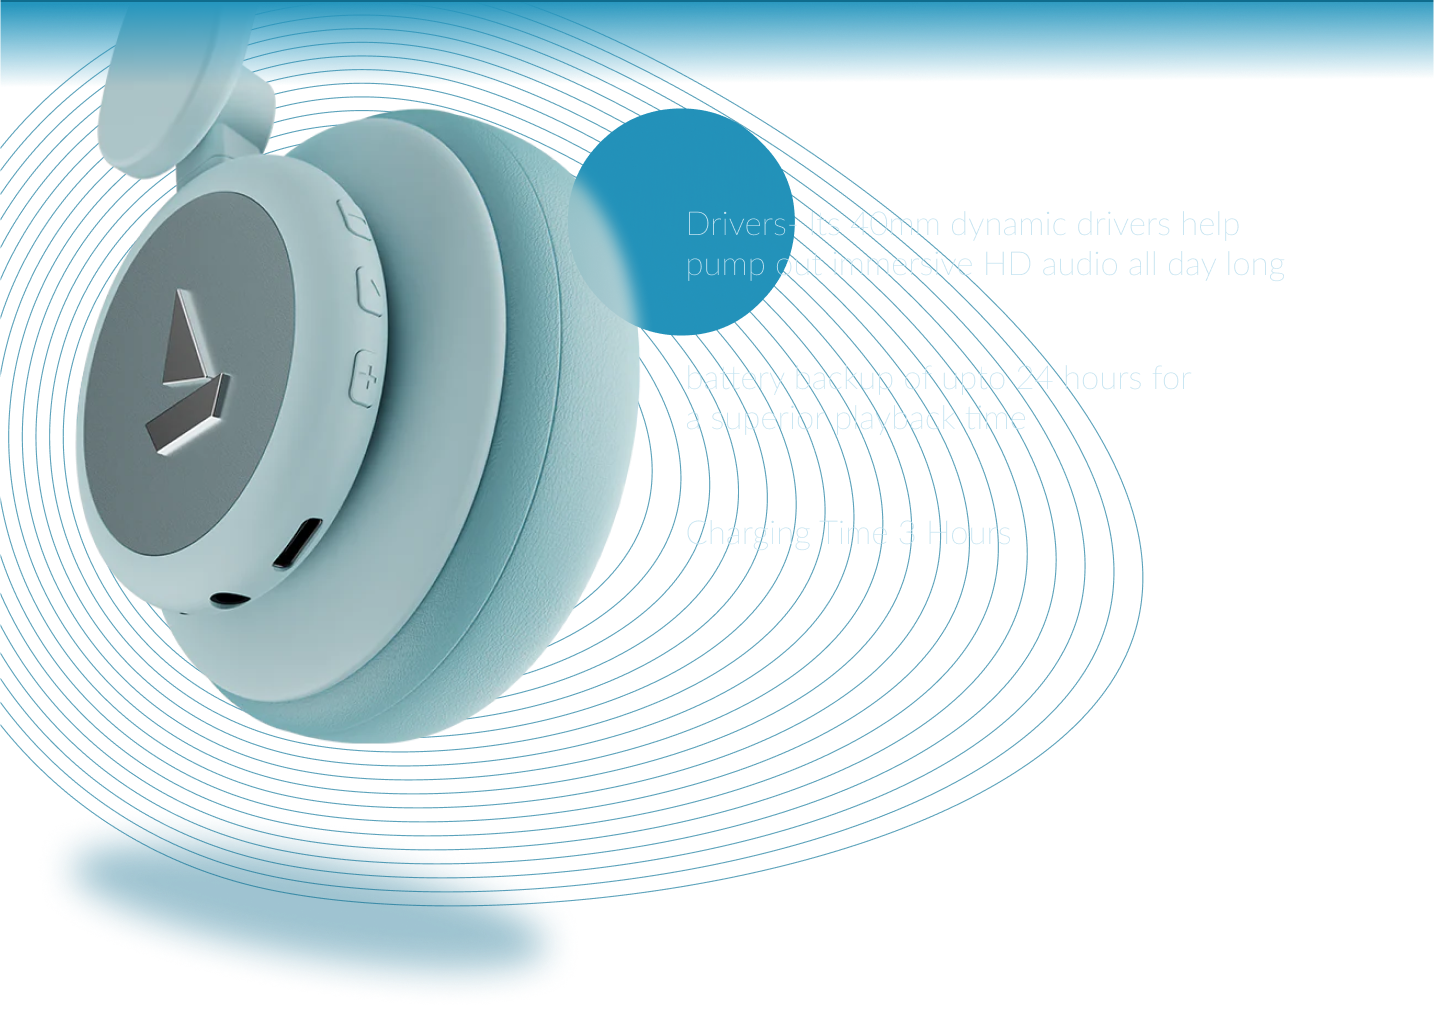 Drivers- Its 40mm dynamic drivers help
pump out immersive HD audio all day long
battery backup of upto 24 hours for
a superior playback time
Charging Time 3 Hours